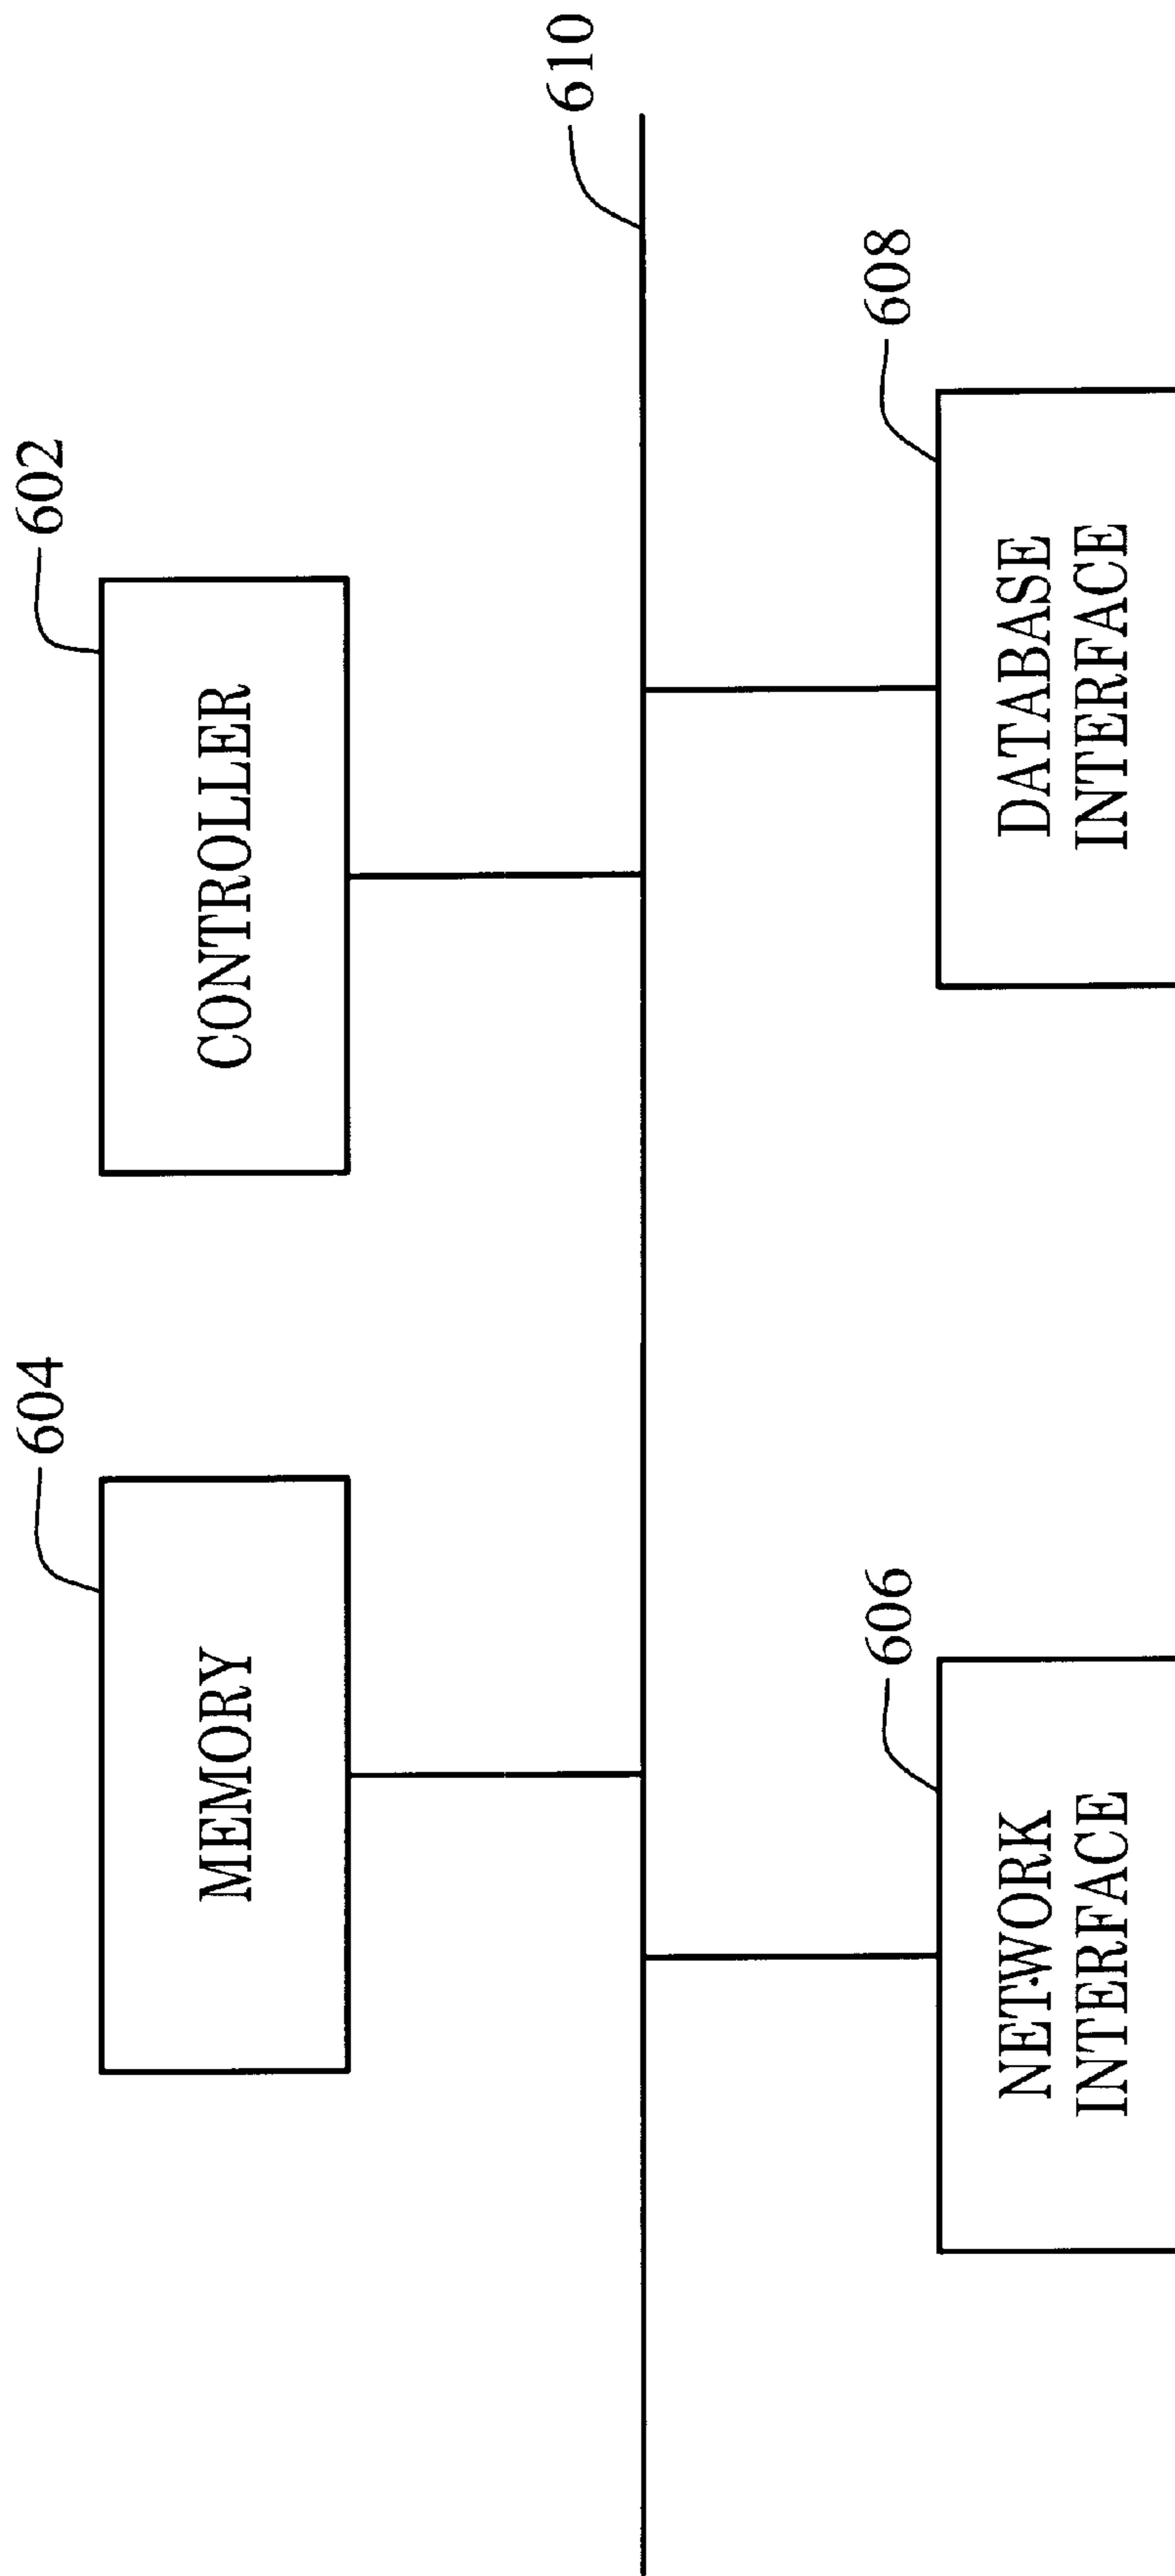 610
604
602
MEMORY
CONTROLLER
606
608
NETWORK
INTERFACE
DATABASE
INTERFACE